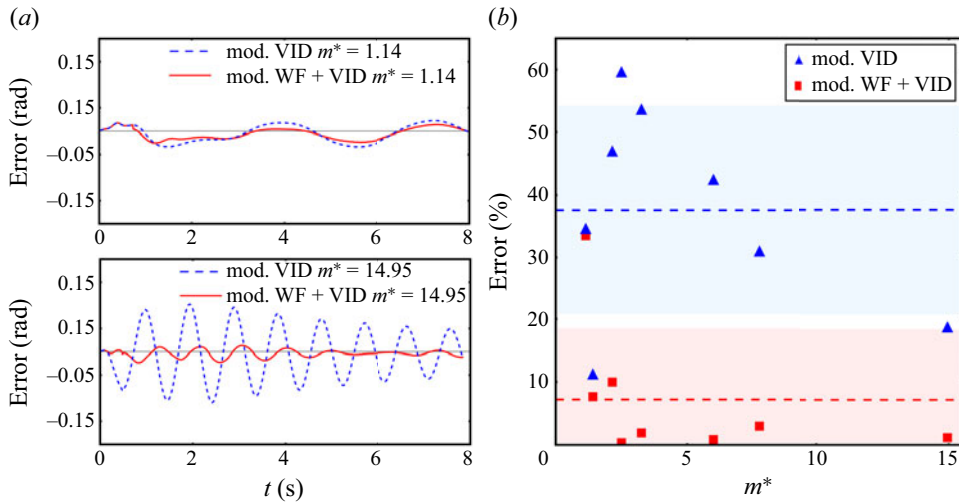 (a)
mod. VID m* = 1.14
mod. WF + VID m* = 1.14
0.15
0.15
–0.05
–0.15
Error (rad)
0 2 4 6 8
mod. VID m* = 14.95
mod. WF + VID m* = 14.95
0.15
0.15
–0.05
–0.15
Error (rad)
0 2 4 6 8
t (s)
(b)
mod. VID
mod. WF + VID
60
50
40
30
20
10
0
Error (%)
5 10 15
m*